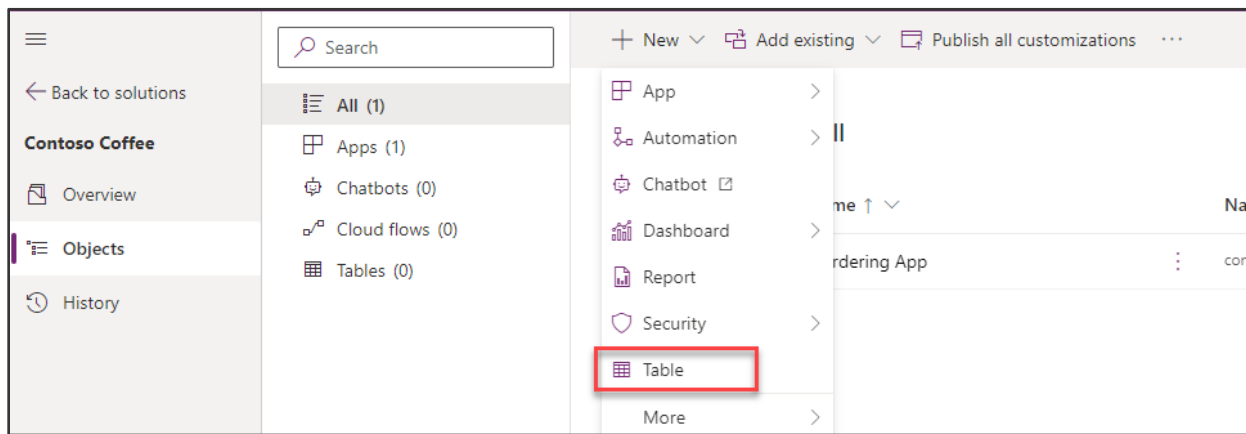 Back to solutions
Contoso Coffee
Overview
Objects
History
Search
All (1)
Apps (1)
Chatbots (0)
Cloud flows (0)
Tables (0)
New
Add existing
Publish all customizations
App
Automation
Chatbot
Dashboard
Report
Security
Table
More
ll
me ↑
Na
rdering App
cor